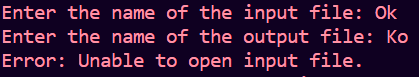 Enter the name of the input file: Ok
Enter the name of the output file: Ko
Error: Unable to open input file.